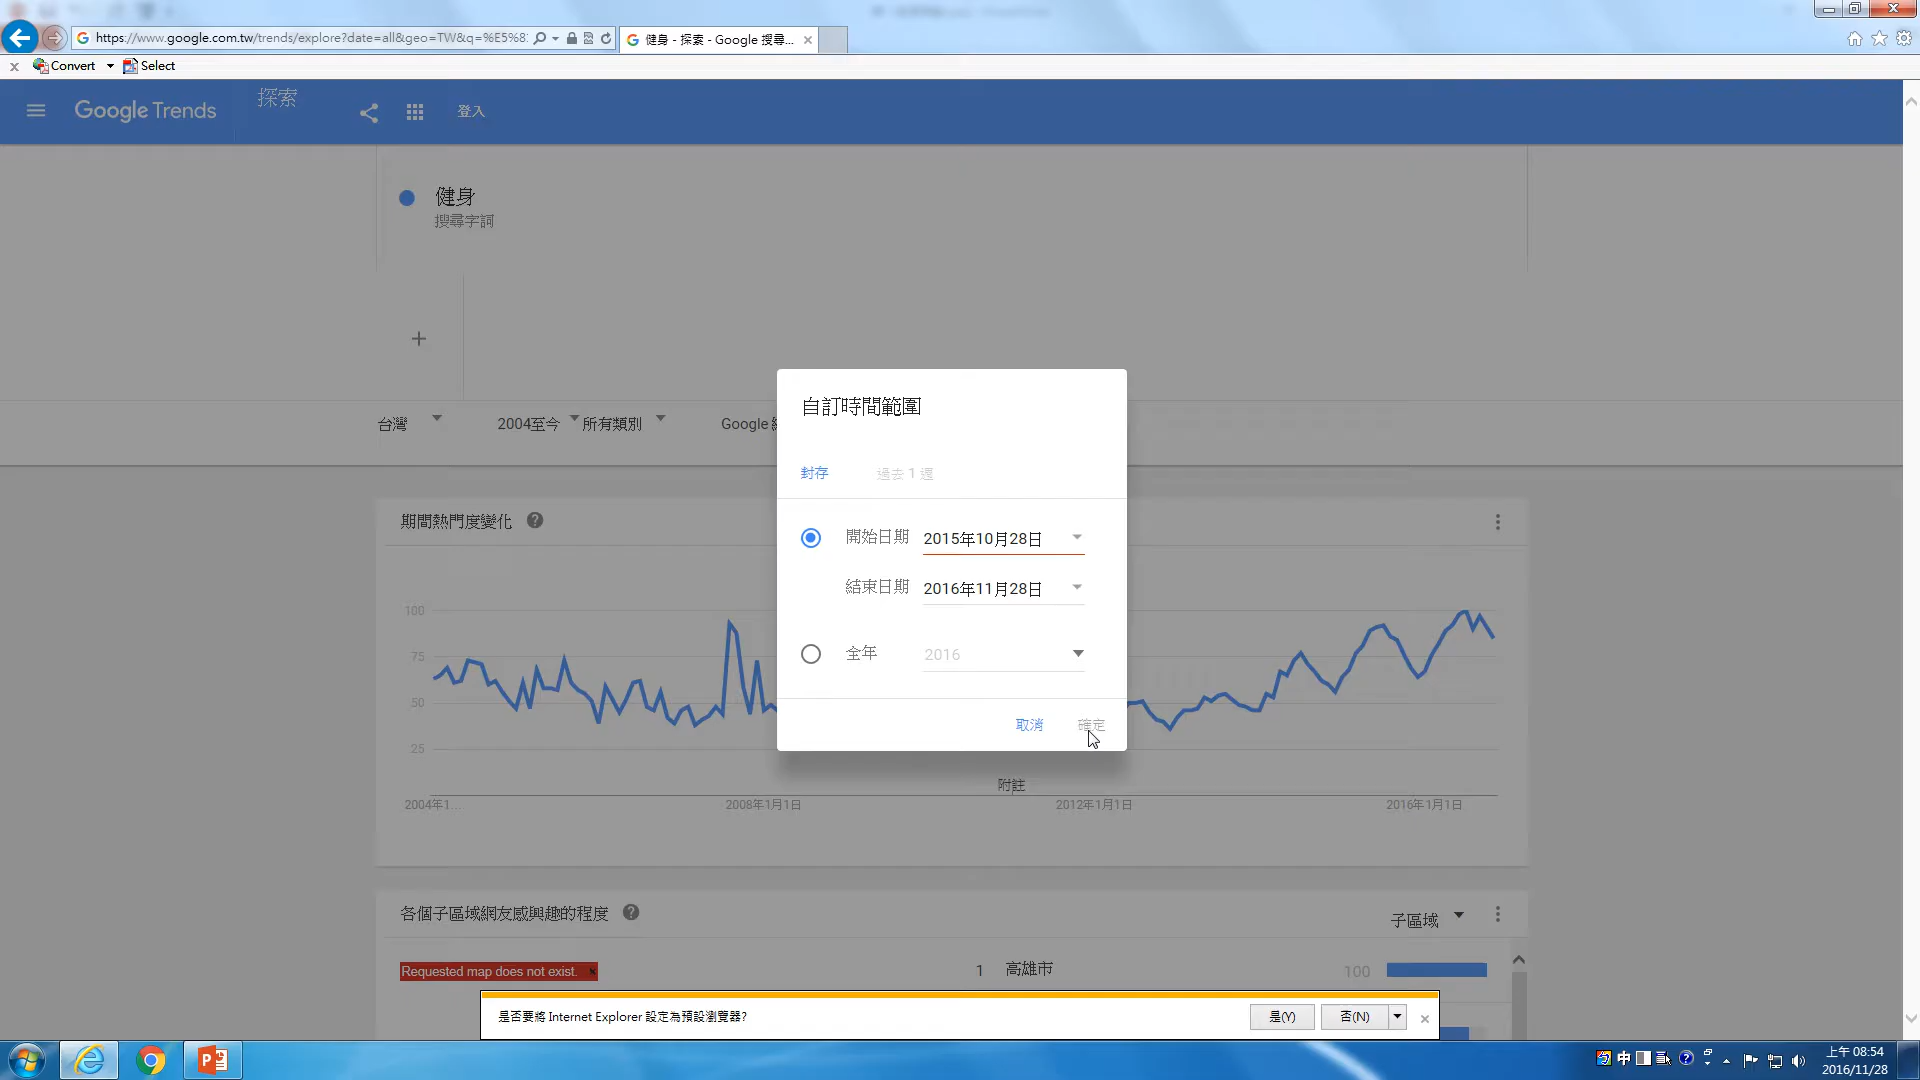 https://www.google.com.tw/trends/explore?date=all&geo=TW&q=%E5%8:
健身 - 探索 - Google 搜尋...
Convert
Select
Google Trends
探索
登入
健身
搜尋字詞
台灣
2004至今
所有類別
Google
自訂時間範圍
封存
過去 1 週
開始日期
2015年10月28日
結束日期
2016年11月28日
全年
2016
取消
確定
期間熱門度變化
100
75
50
25
附註
2004年1...
2008年1月1日
2012年1月1日
2016年1月1日
各個子區域網友感興趣的程度
子區域
Requested map does not exist. ×
1
高雄市
100
是否要將 Internet Explorer 設定為預設瀏覽器?
是(Y)
否(N)
中
上午 08:54
2016/11/28